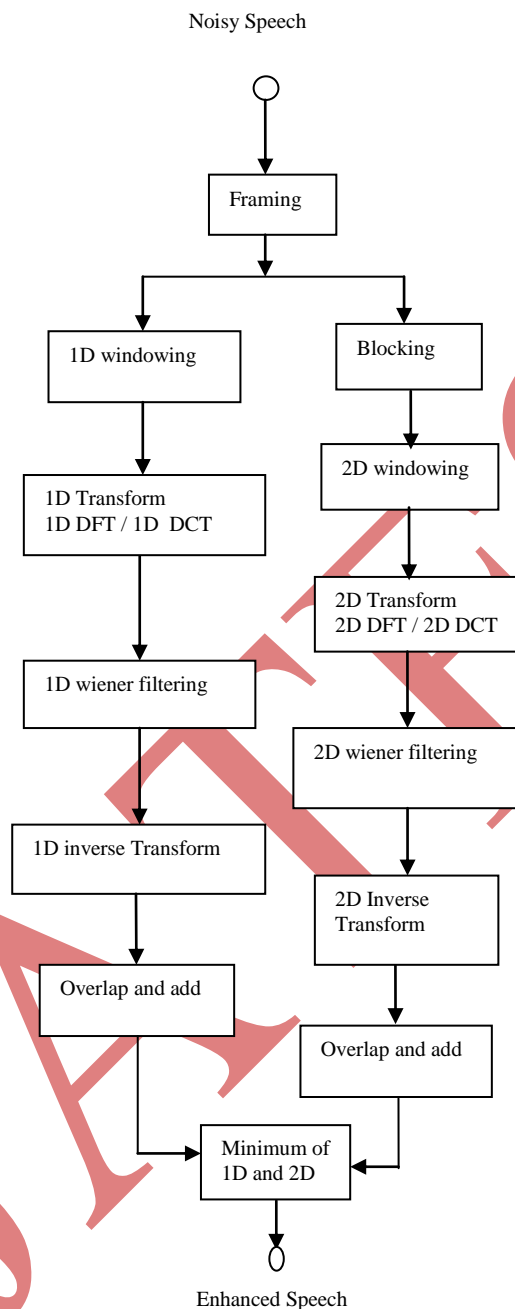 Noisy Speech
Framing
1D windowing
Blocking
1D Transform
1D DFT / 1D DCT
2D windowing
2D Transform
2D DFT / 2D DCT
1D wiener filtering
2D wiener filtering
1D inverse Transform
2D Inverse
Transform
Overlap and add
Overlap and add
Minimum of
1D and 2D
Enhanced Speech